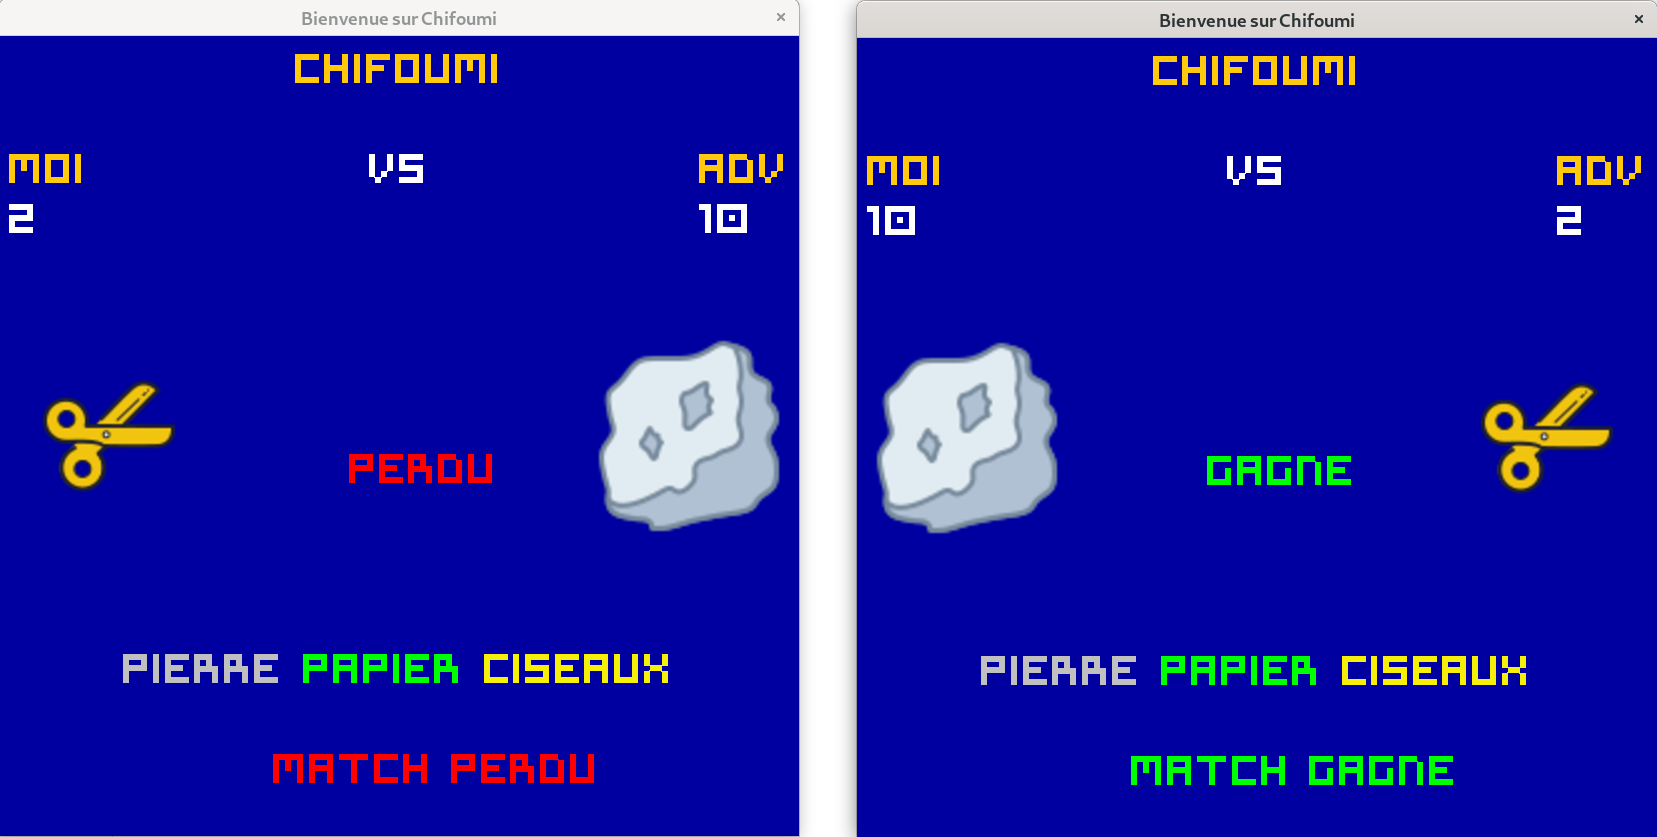 Bienvenue sur Chifoumi ×
CHIFOUMI
MOI VS ADV
2 10
PERDU
PIERRE PAPIER CISEAUX
MATCH PERDU
Bienvenue sur Chifoumi ×
CHIFOUMI
MOI VS ADV
10 2
GAGNE
PIERRE PAPIER CISEAUX
MATCH GAGNE